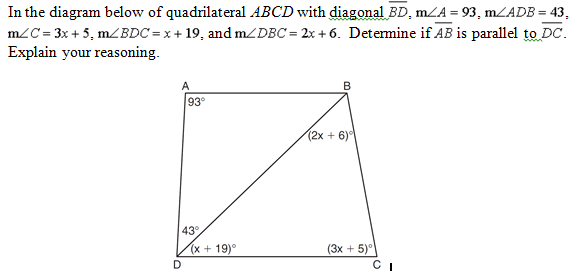 In the diagram below of quadrilateral ABCD with diagonal BD, m∠A = 93, m∠ADB = 43,
m∠C = 3x + 5, m∠BDC = x + 19, and m∠DBC = 2x + 6. Determine if AB is parallel to DC.
Explain your reasoning.
A B
93°
(2x + 6)°
43°
(x + 19)° (3x + 5)°
D C